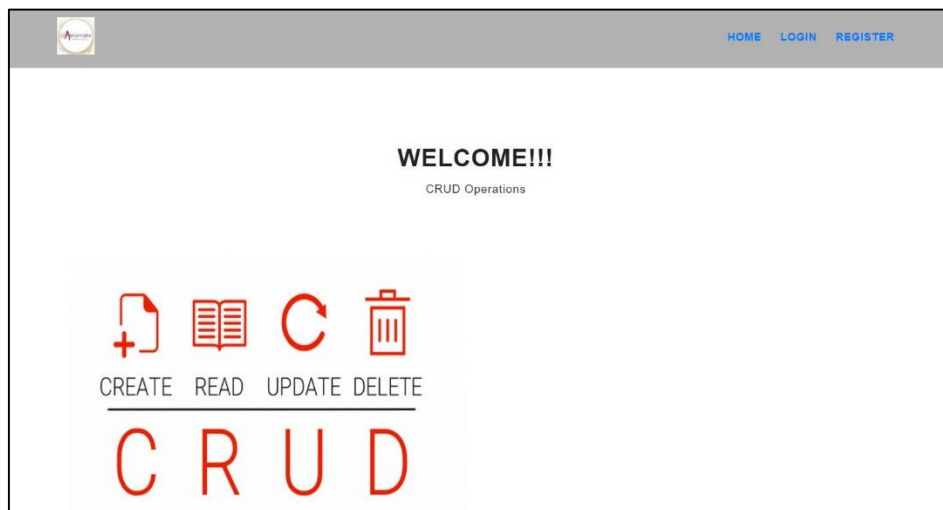 HOME LOGIN REGISTER
WELCOME!!!
CRUD Operations
CREATE READ UPDATE DELETE
C R U D